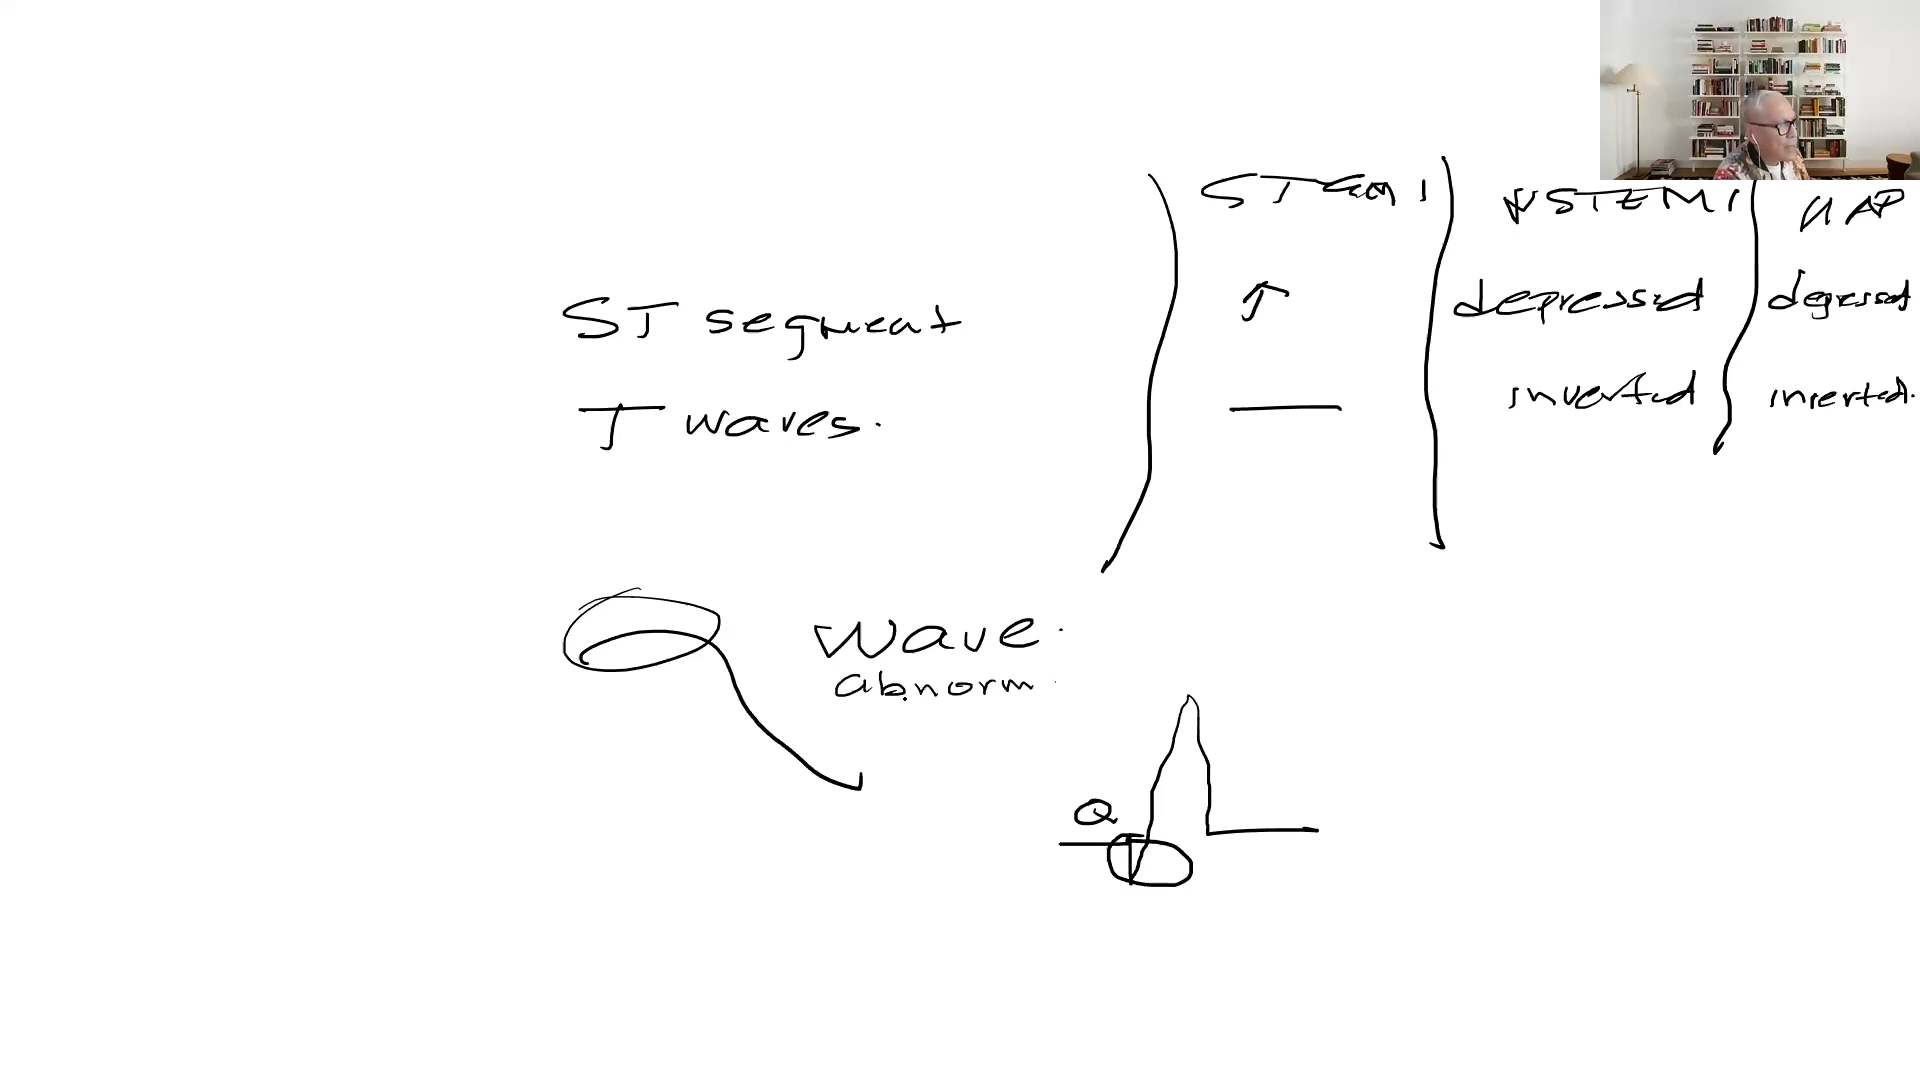 STEMI NSTEMI UAP
ST segment ↑ depressed depressed
T waves. — inverted inverted.
Q wave.
abnorm.
Q